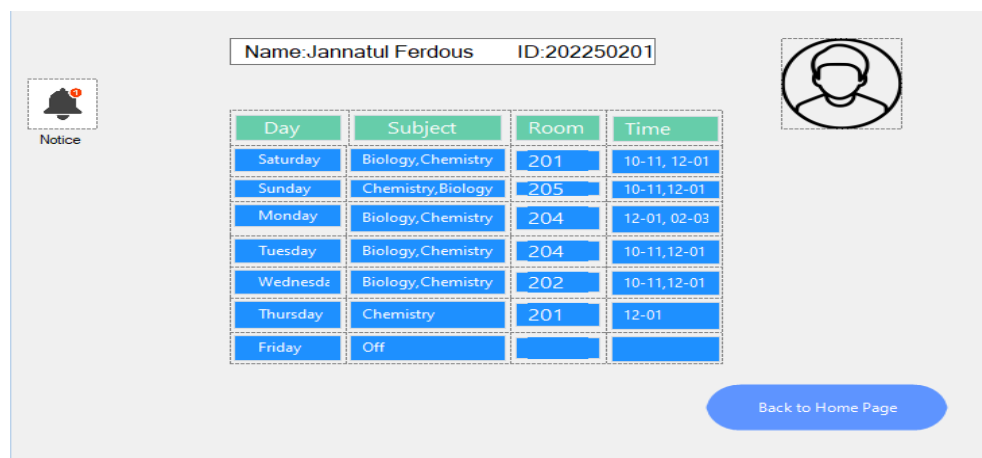 Name:Jannatul Ferdous ID:202250201
1
Notice
Day Subject Room Time
Saturday Biology,Chemistry 201 10-11, 12-01
Sunday Chemistry,Biology 205 10-11,12-01
Monday Biology,Chemistry 204 12-01, 02-03
Tuesday Biology,Chemistry 204 10-11,12-01
Wednesda Biology,Chemistry 202 10-11,12-01
Thursday Chemistry 201 12-01
Friday Off
Back to Home Page